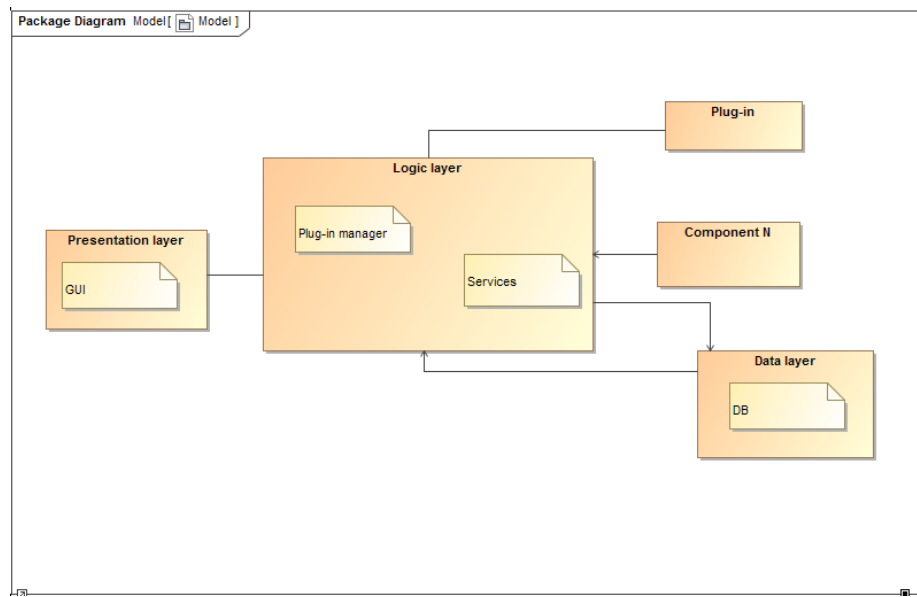 Package Diagram Model[ Model ]
Plug-in
Logic layer
Plug-in manager
Presentation layer
GUI
Component N
Services
Data layer
DB